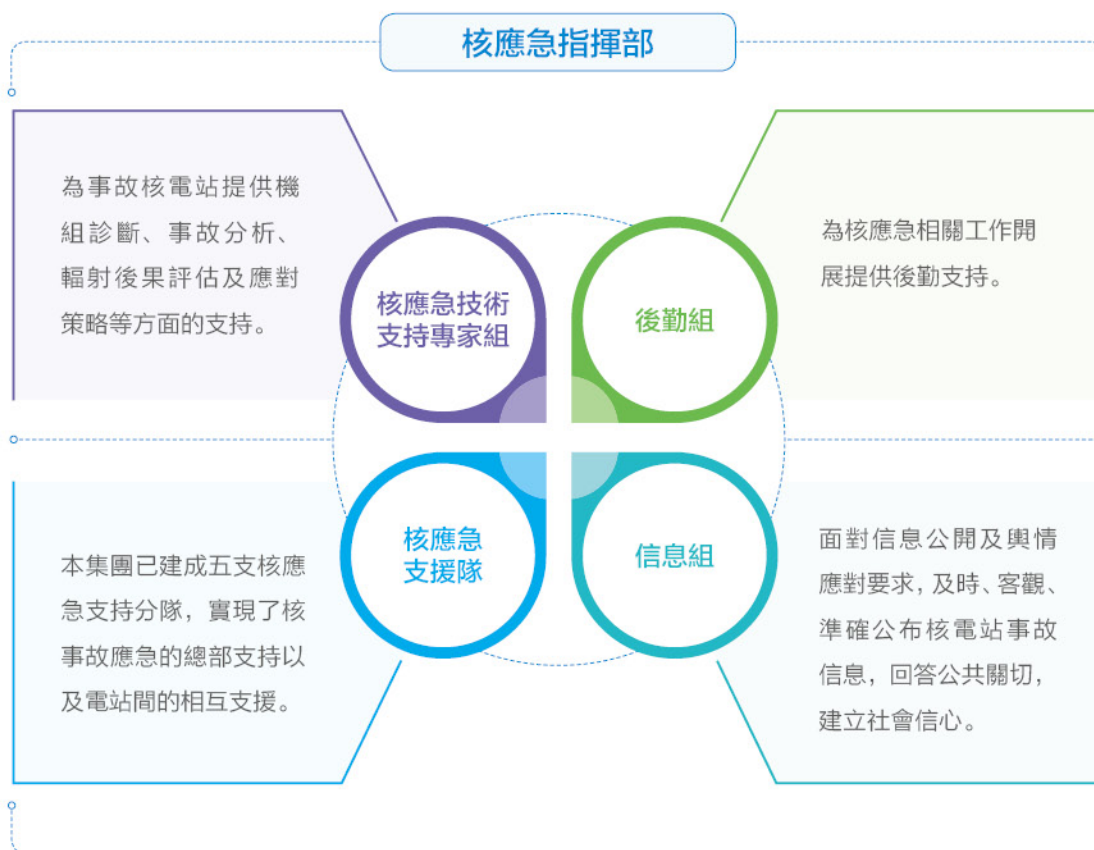 核應急指揮部
為事故核電站提供機
組診斷、事故分析、
輻射後果評估及應對
策略等方面的支持。
核應急技術
支持專家組
後勤組
為核應急相關工作開
展提供後勤支持。
本集團已建成五支核應
急支持分隊，實現了核
事故應急的總部支持以
及電站間的相互支援。
核應急
支援隊
信息組
面對信息公開及輿情
應對要求，及時、客觀、
準確公布核電站事故
信息，回答公共關切，
建立社會信心。